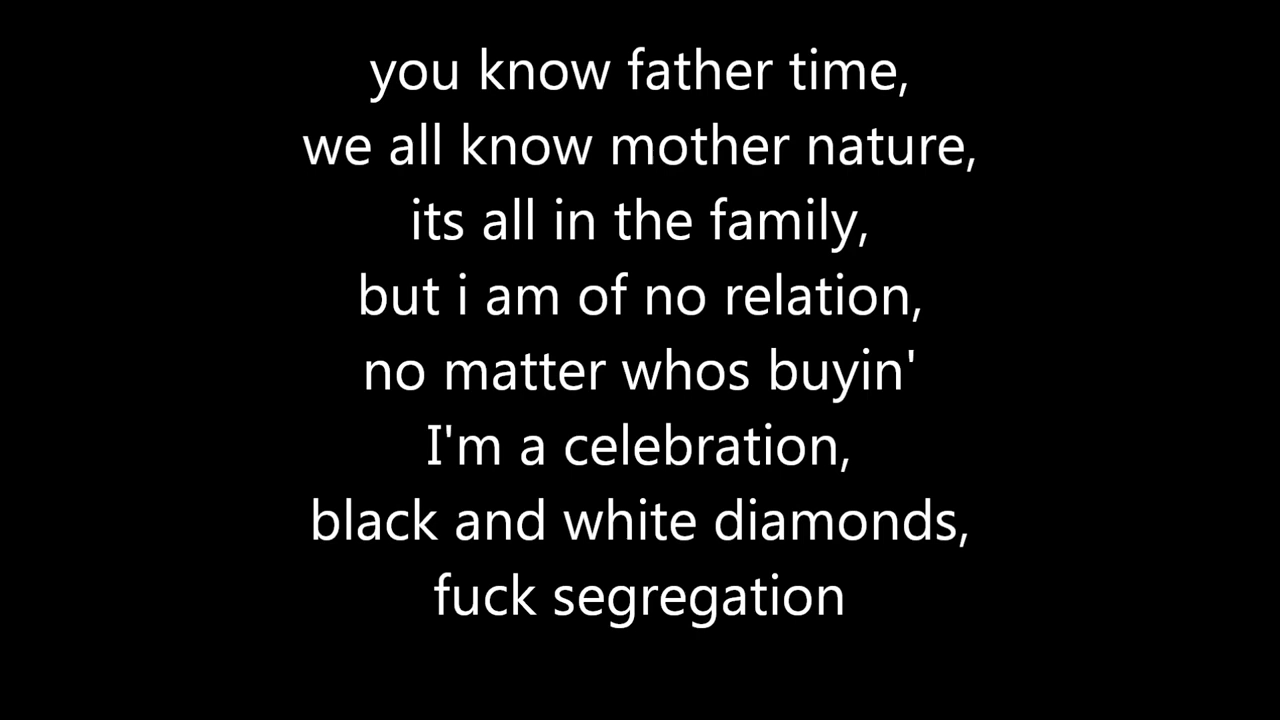 you know father time,
we all know mother nature,
its all in the family,
but i am of no relation,
no matter whos buyin'
I'm a celebration,
black and white diamonds,
fuck segregation